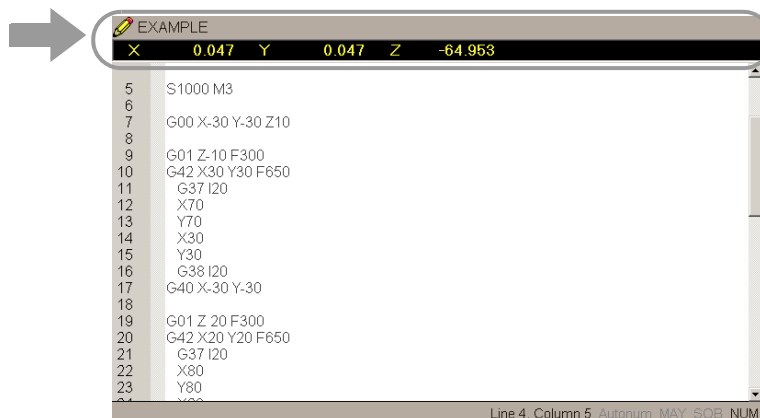 EXAMPLE
X 0.047 Y 0.047 Z -64.953
5 S1000 M3
6
7 G00 X-30 Y-30 Z10
8
9 G01 Z-10 F300
10 G42 X30 Y30 F650
11 G37 I20
12 X70
13 Y70
14 X30
15 Y30
16 G38 I20
17 G40 X-30 Y-30
18
19 G01 Z 20 F300
20 G42 X20 Y20 F650
21 G37 I20
22 X80
23 Y80
Line 4, Column 5 Autonum MAY SOB NUM